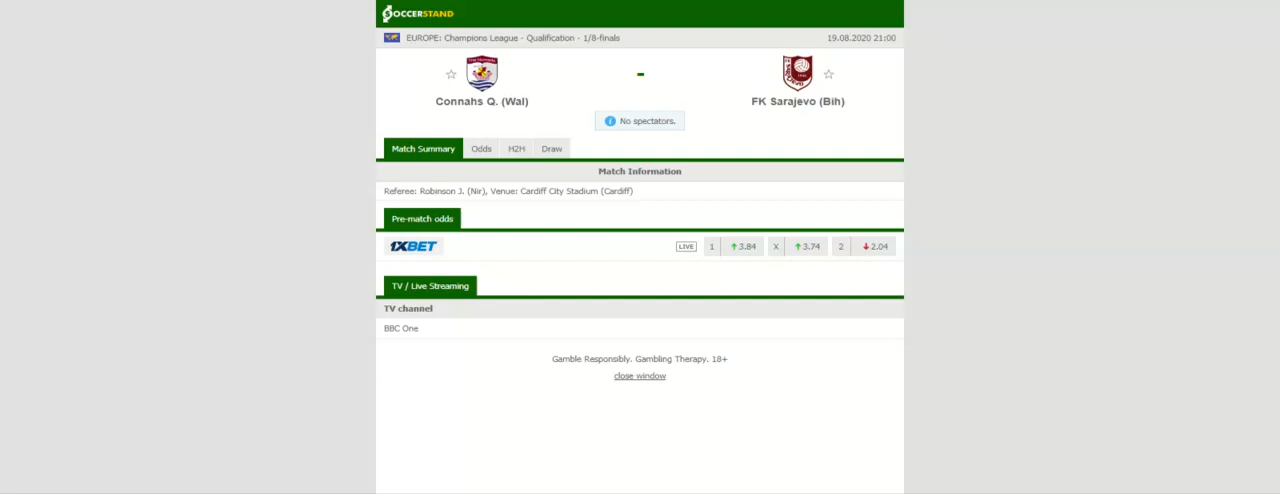 SOCCERSTAND
EUROPE: Champions League - Qualification - 1/8-finals 19.08.2020 21:00
-
Connahs Q. (Wal) FK Sarajevo (Bih)
No spectators.
Match Summary Odds H2H Draw
Match Information
Referee: Robinson J. (Nir), Venue: Cardiff City Stadium (Cardiff)
Pre-match odds
1XBET LIVE 1 3.84 X 3.74 2 2.04
TV / Live Streaming
TV channel
BBC One
Gamble Responsibly. Gambling Therapy. 18+
close window